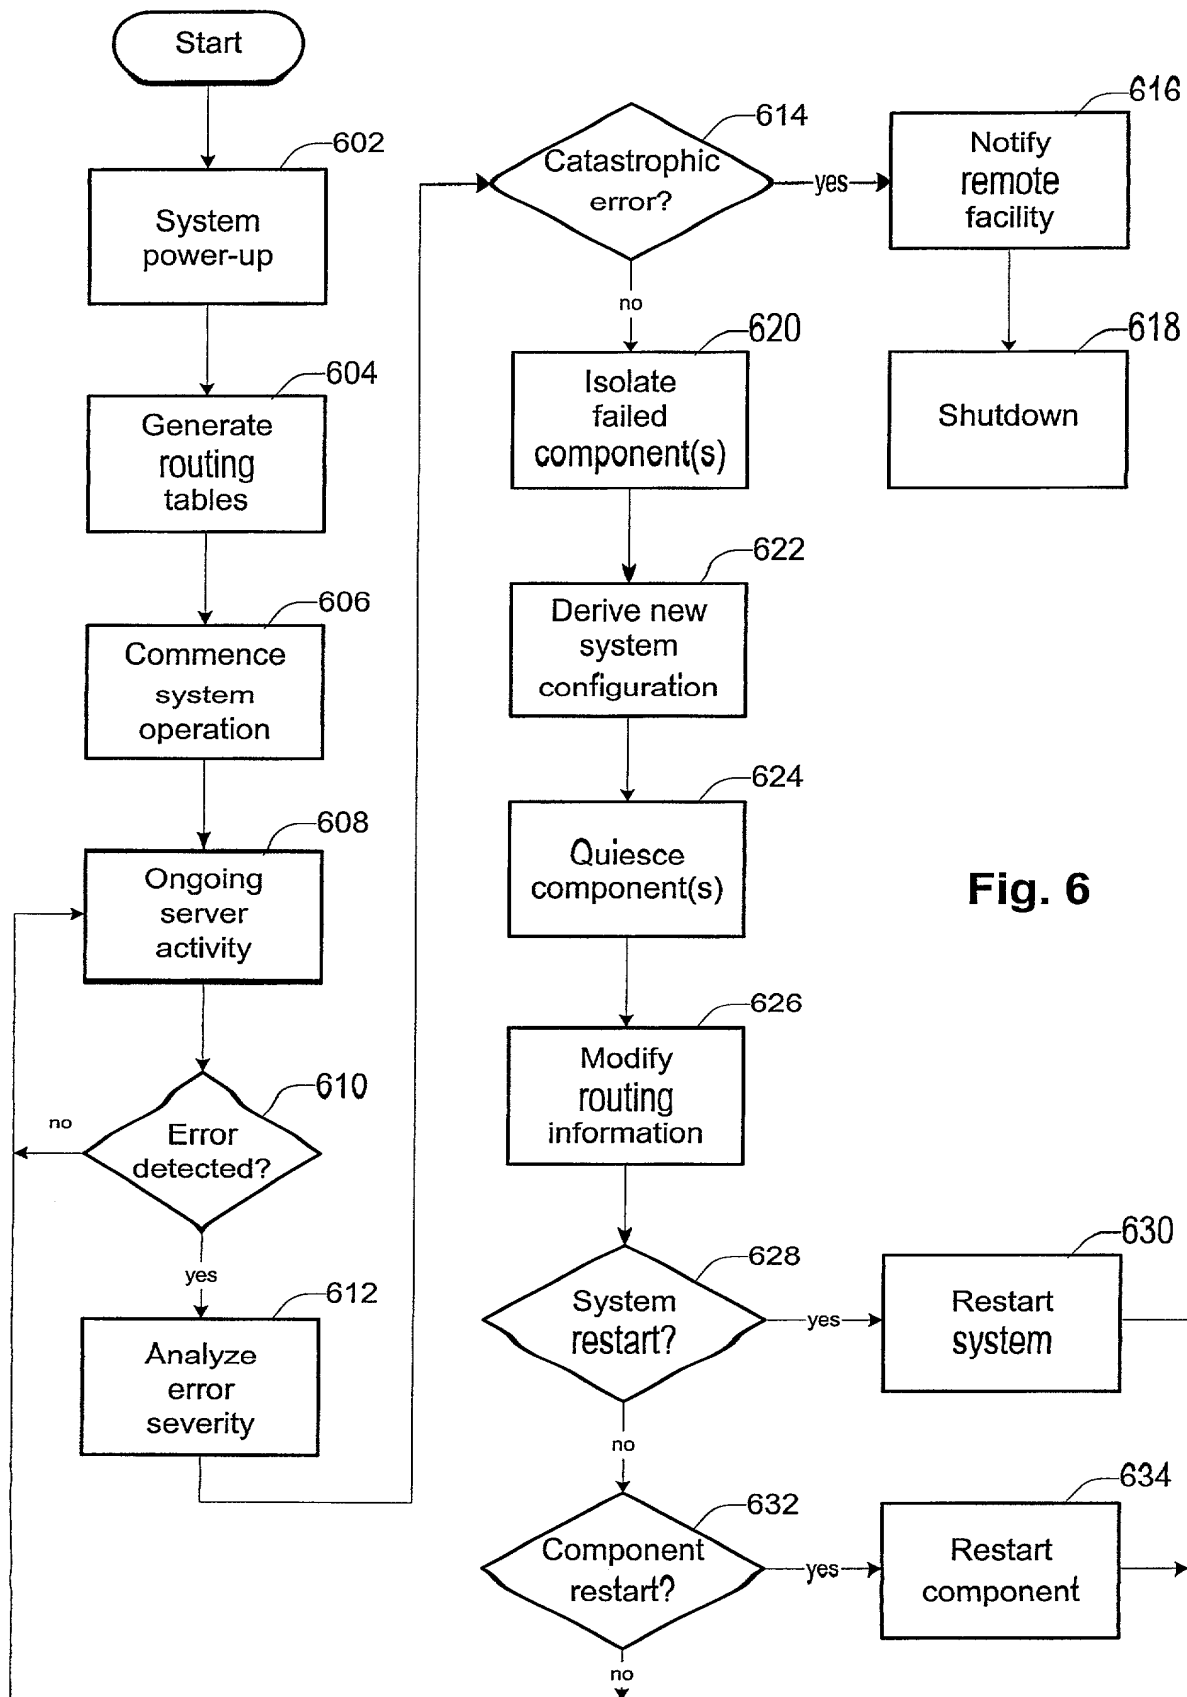 Start
602
System
power-up
604
Generate
routing
tables
606
Commence
system
operation
608
Ongoing
server
activity
610
Error
detected?
no
yes
612
Analyze
error
severity
614
Catastrophic
error?
yes
no
616
Notify
remote
facility
618
Shutdown
620
Isolate
failed
component(s)
622
Derive new
system
configuration
624
Quiesce
component(s)
Fig. 6
626
Modify
routing
information
628
System
restart?
yes
no
630
Restart
system
632
Component
restart?
yes
no
634
Restart
component